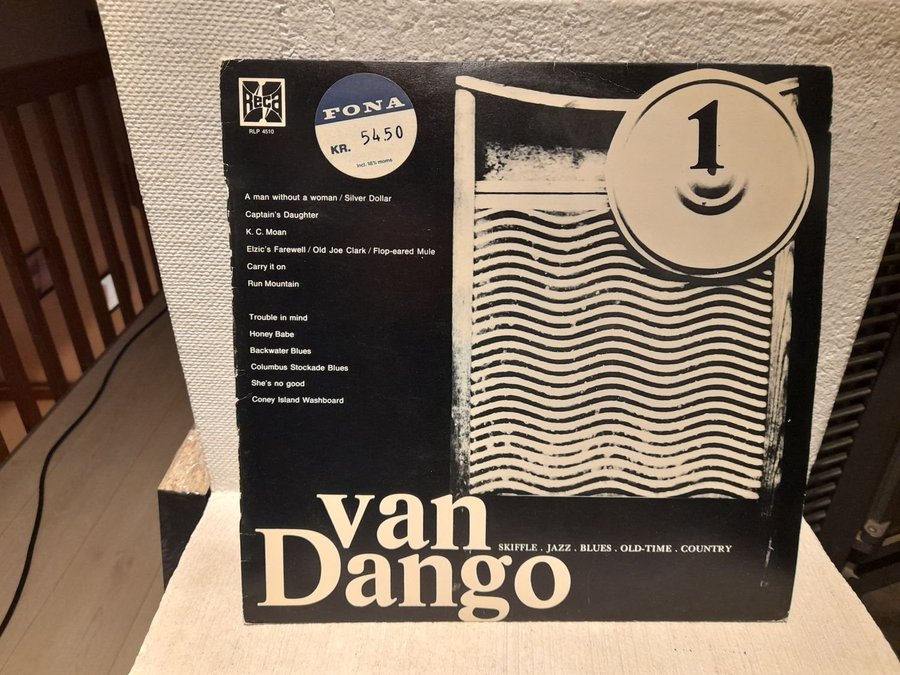 Reca
RLP 4510
FONA
KR. 54.50
incl. 16% moms
1
A man without a woman / Silver Dollar
Captain's Daughter
K. C. Moan
Elzic's Farewell / Old Joe Clark / Flop-eared Mule
Carry it on
Run Mountain
Trouble in mind
Honey Babe
Backwater Blues
Columbus Stockade Blues
She's no good
Coney Island Washboard
van
Dango
SKIFFLE . JAZZ . BLUES . OLD-TIME . COUNTRY